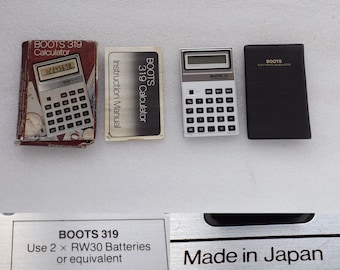 BOOTS 319
Calculator
BOOTS
319 Calculator
Instruction Manual
BOOTS
BOOTS 319
Use 2 × RW30 Batteries
or equivalent
Made in Japan